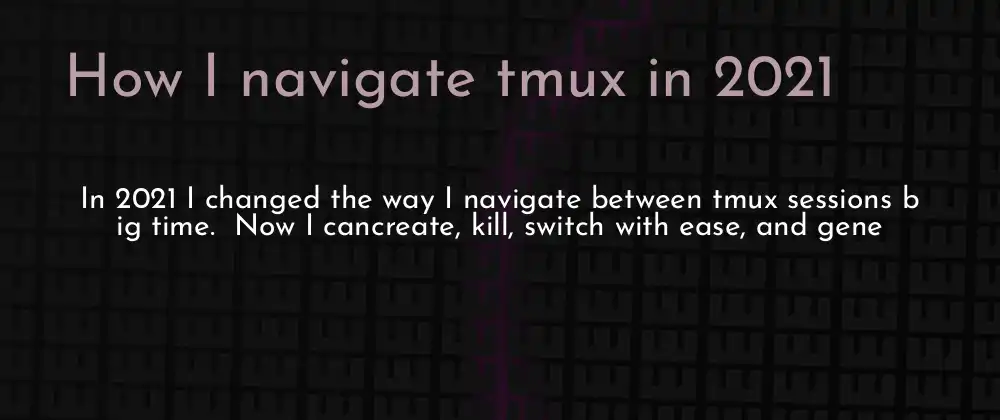 How I navigate tmux in 2021
In 2021 I changed the way I navigate between tmux sessions b
ig time.  Now I cancreate, kill, switch with ease, and gene